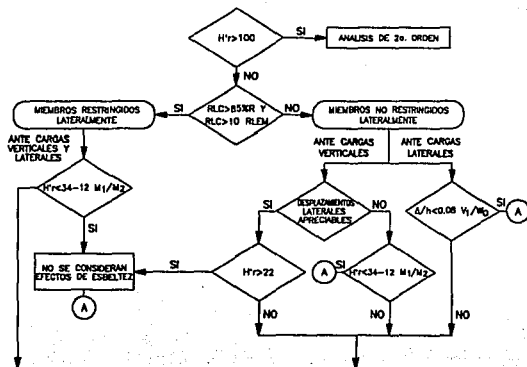 H'r>100
SI
ANALISIS DE 2o. ORDEN
NO
MIEMBROS RESTRINGIDOS
LATERALMENTE
SI
RLC>85%R Y
RLC>10 RLEM
NO
MIEMBROS NO RESTRINGIDOS
LATERALMENTE
ANTE CARGAS
VERTICALES Y
LATERALES
ANTE CARGAS
VERTICALES
ANTE CARGAS
LATERALES
H'r<34-12 M1/M2
SI
SI
DESPLAZAMIENTOS
LATERALES
APRECIABLES
NO
Δ/h<0.08 V1/W0
SI
A
NO SE CONSIDERAN
EFECTOS DE ESBELTEZ
SI
H'r>22
A
SI
H'r<34-12 M1/M2
A
NO
NO
NO